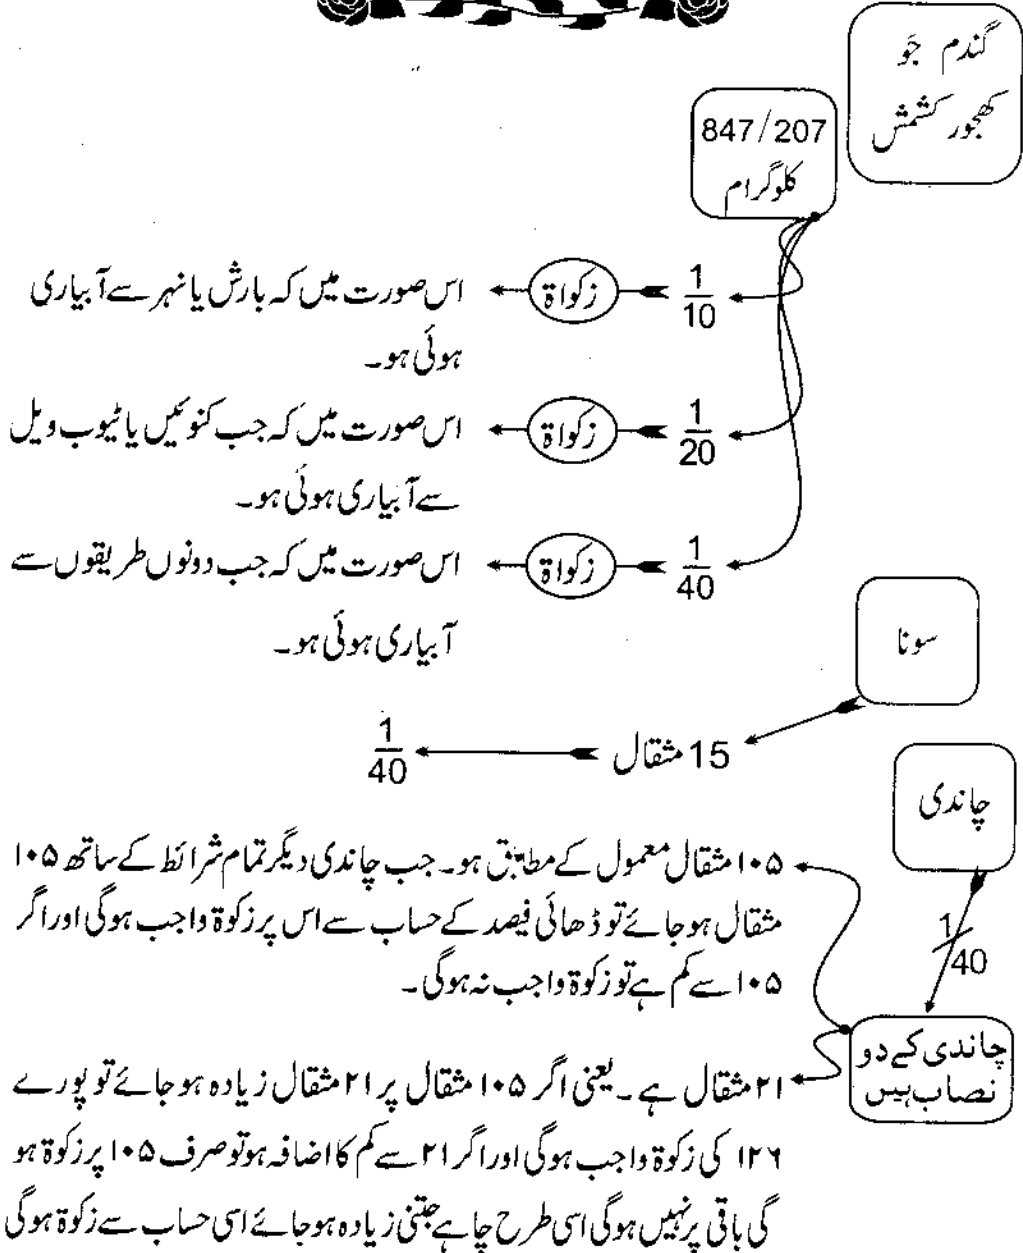 گندم جَو
کھجور کشمش
847/207
کلوگرام
1/10 زکواة اس صورت میں کہ بارش یا نہر سے آبیاری
ہوئی ہو۔
1/20 زکواة اس صورت میں کہ جب کنوئیں یا ٹیوب ویل
سے آبیاری ہوئی ہو۔
1/40 زکواة اس صورت میں کہ جب دونوں طریقوں سے
آبیاری ہوئی ہو۔
سونا
15 مثقال 1/40
چاندی
1/40
چاندی کے دو
نصاب ہیں
۱۰۵ مثقال معمول کے مطابق ہو۔ جب چاندی دیگر تمام شرائط کے ساتھ ۱۰۵
مثقال ہو جائے تو ڈھائی فیصد کے حساب سے اس پر زکوۃ واجب ہوگی اور اگر
۱۰۵ سے کم ہے تو زکوۃ واجب نہ ہوگی۔
۲۱ مثقال ہے۔ یعنی اگر ۱۰۵ مثقال پر ۲۱ مثقال زیادہ ہو جائے تو پورے
۱۲۶ کی زکوۃ واجب ہوگی اور اگر ۲۱ سے کم کا اضافہ ہو تو صرف ۱۰۵ پر زکوۃ ہو
گی باقی پر نہیں ہوگی اسی طرح چاہے جتنی زیادہ ہو جائے اسی حساب سے زکوۃ ہوگی